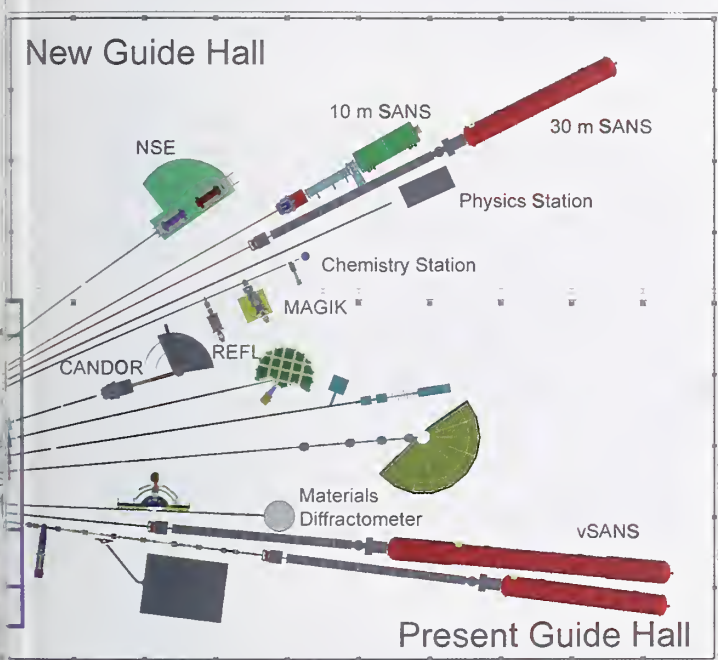 New Guide Hall
10 m SANS
30 m SANS
NSE
Physics Station
Chemistry Station
MAGIK
REFL
CANDOR
Materials
Diffractometer
vSANS
Present Guide Hall